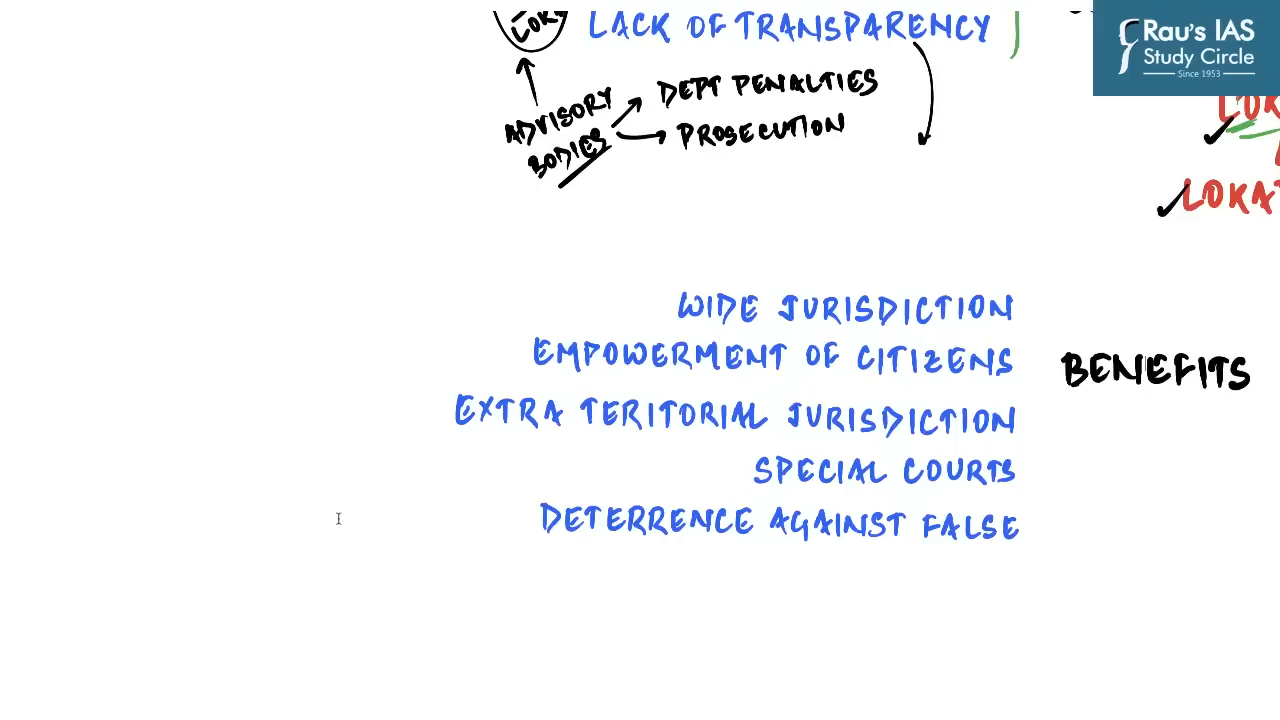 LACK OF TRANSPARENCY
Rau's IAS
Study Circle
Since 1953
ADVISORY
BODIES
DEPT PENALTIES
PROSECUTION
WIDE JURISDICTION
EMPOWERMENT OF CITIZENS
EXTRA TERITORIAL JURISDICTION
SPECIAL COURTS
DETERRENCE AGAINST FALSE
BENEFITS